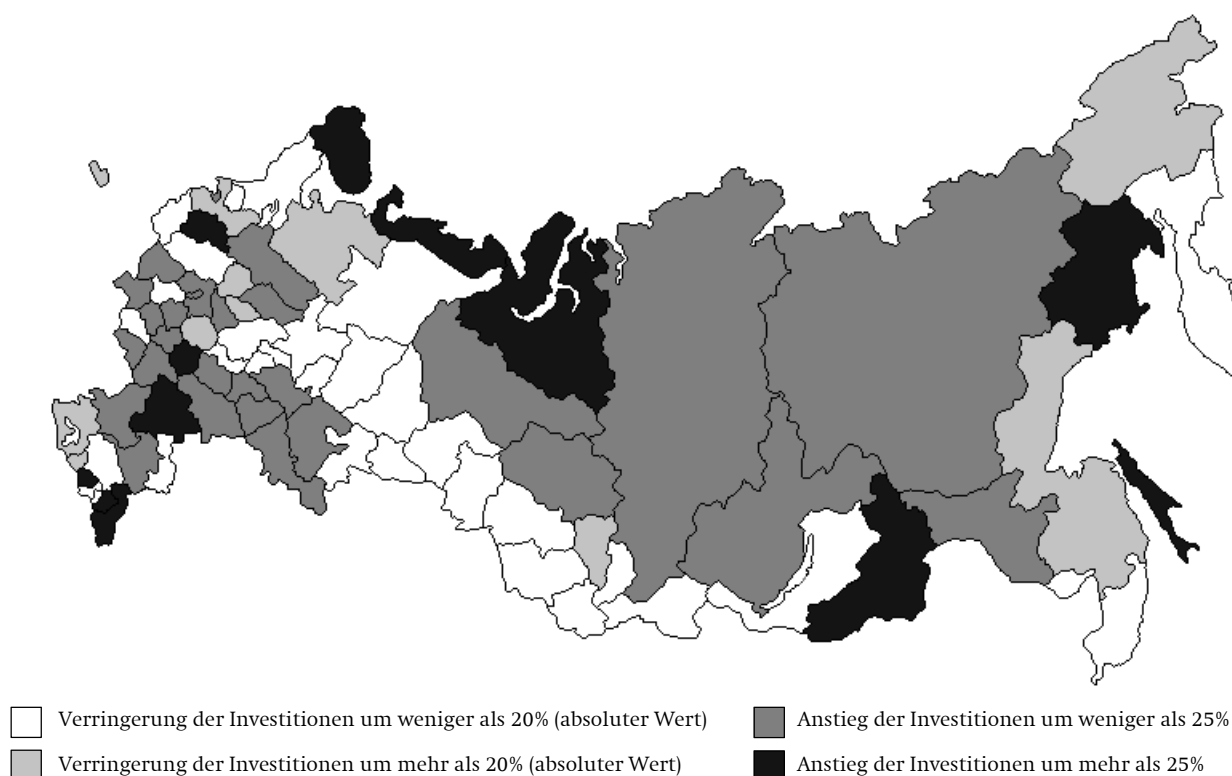 Verringerung der Investitionen um weniger als 20% (absoluter Wert)
Anstieg der Investitionen um weniger als 25%
Verringerung der Investitionen um mehr als 20% (absoluter Wert)
Anstieg der Investitionen um mehr als 25%